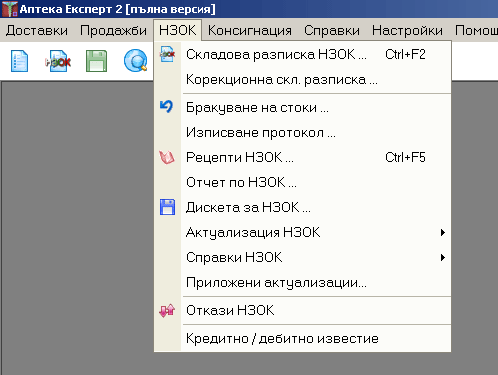 Аптека Експерт 2 [пълна версия]
Доставки Продажби НЗОК Консигнация Справки Настройки Помощ
НЗОК
Складова разписка НЗОК ... Ctrl+F2
Корекционна скл. разписка ...
Бракуване на стоки ...
Изписване протокол ...
Рецепти НЗОК ... Ctrl+F5
Отчет по НЗОК ...
Дискета за НЗОК ...
Актуализация НЗОК
Справки НЗОК
Приложени актуализации...
Откази НЗОК
Кредитно / дебитно известие